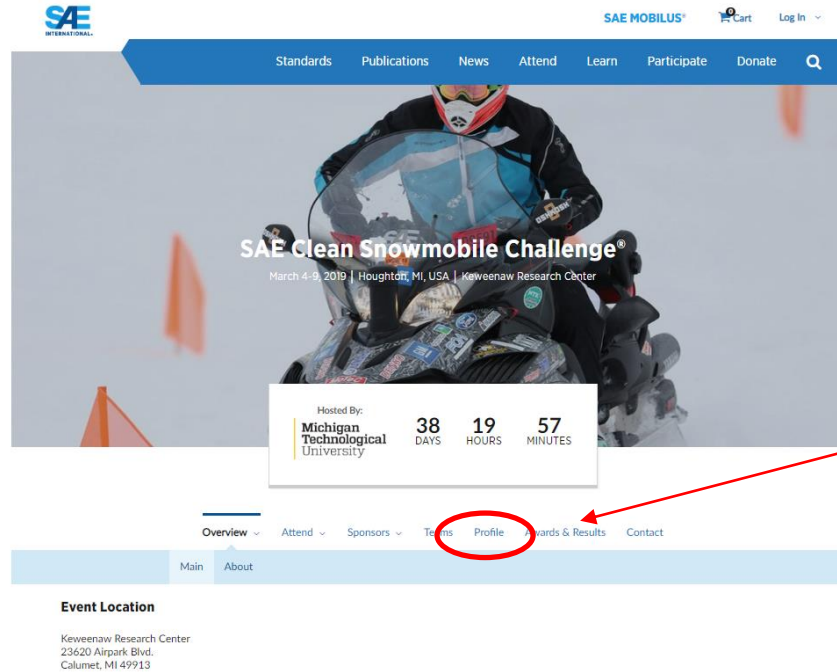 SAE
INTERNATIONAL®
SAE MOBILUS®
0
Cart
Log In
Standards Publications News Attend Learn Participate Donate
OSHKOSH
SAE Clean Snowmobile Challenge®
March 4-9, 2019 | Houghton, MI, USA | Keweenaw Research Center
Hosted By:
Michigan
Technological
University
38
DAYS
19
HOURS
57
MINUTES
Overview Attend Sponsors Teams Profile Awards & Results Contact
Main About
Event Location
Keweenaw Research Center
23620 Airpark Blvd.
Calumet, MI 49913